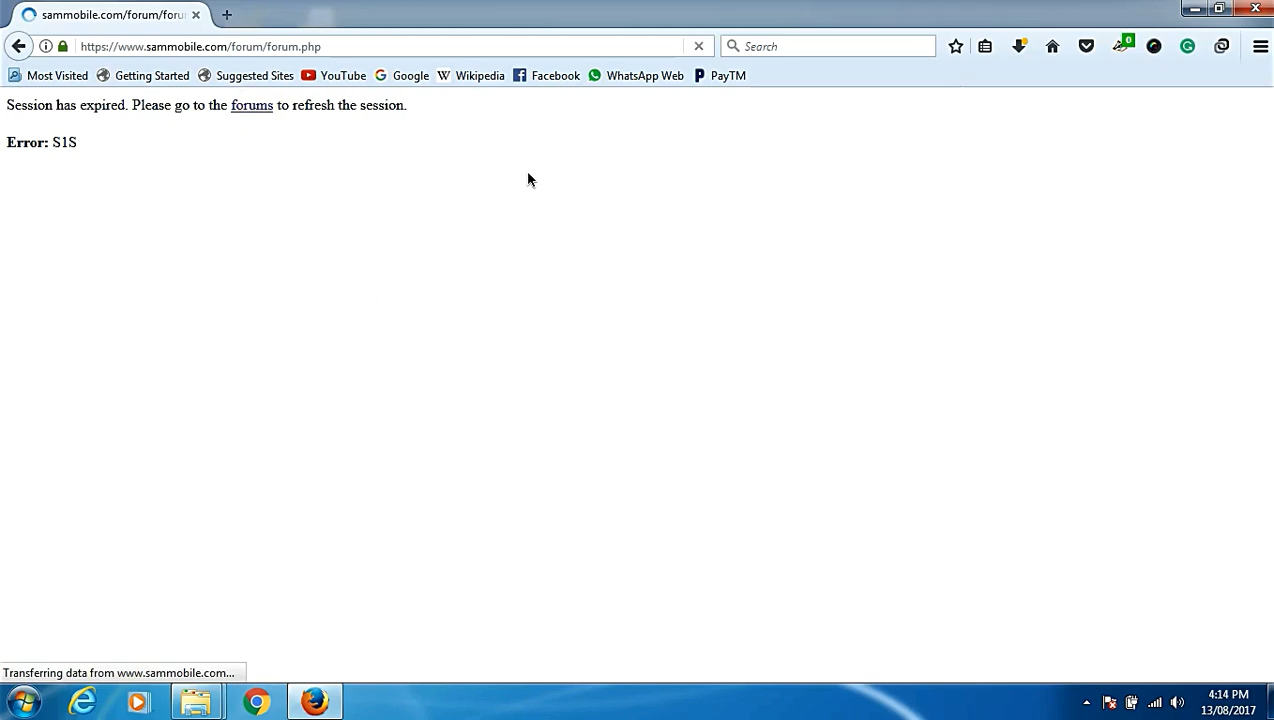 sammobile.com/forum/foru
https://www.sammobile.com/forum/forum.php
Search
0
Most Visited
Getting Started
Suggested Sites
YouTube
Google
Wikipedia
Facebook
WhatsApp Web
PayTM
Session has expired. Please go to the forums to refresh the session.
Error: S1S
Transferring data from www.sammobile.com...
4:14 PM
13/08/2017